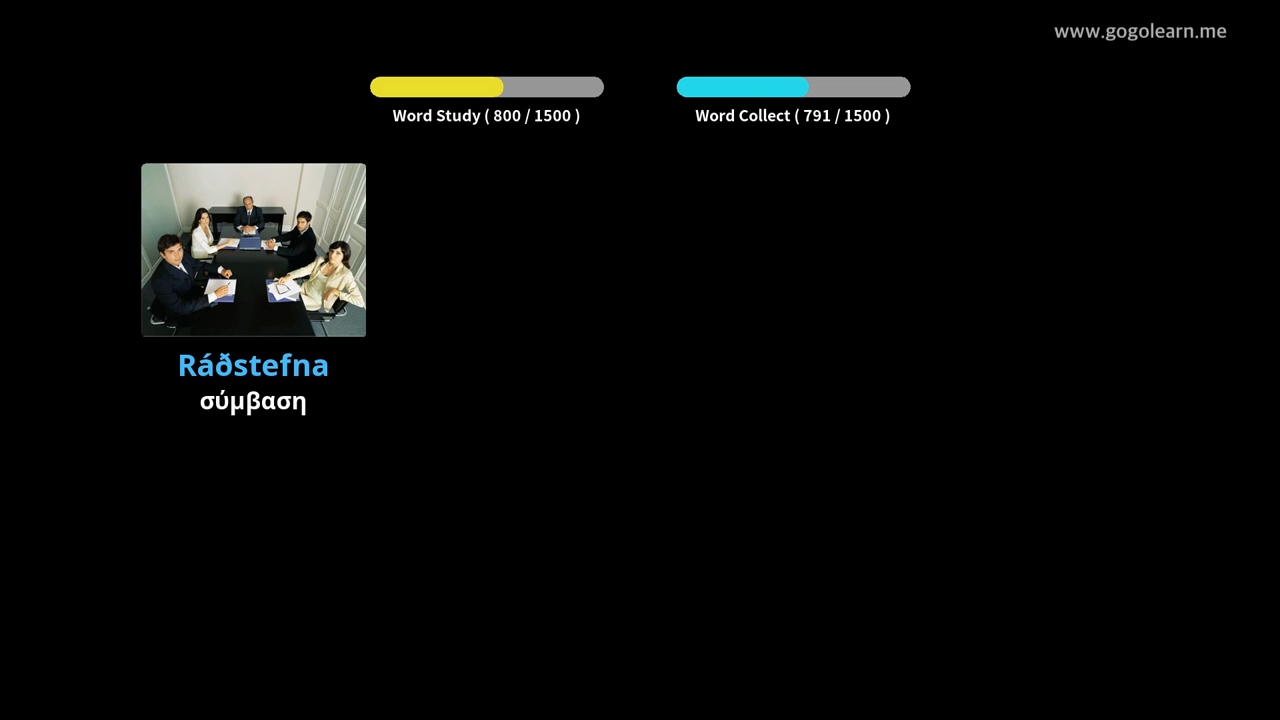 www.gogolearn.me
Word Study ( 800 / 1500 )
Word Collect ( 791 / 1500 )
Ráðstefna
σύμβαση